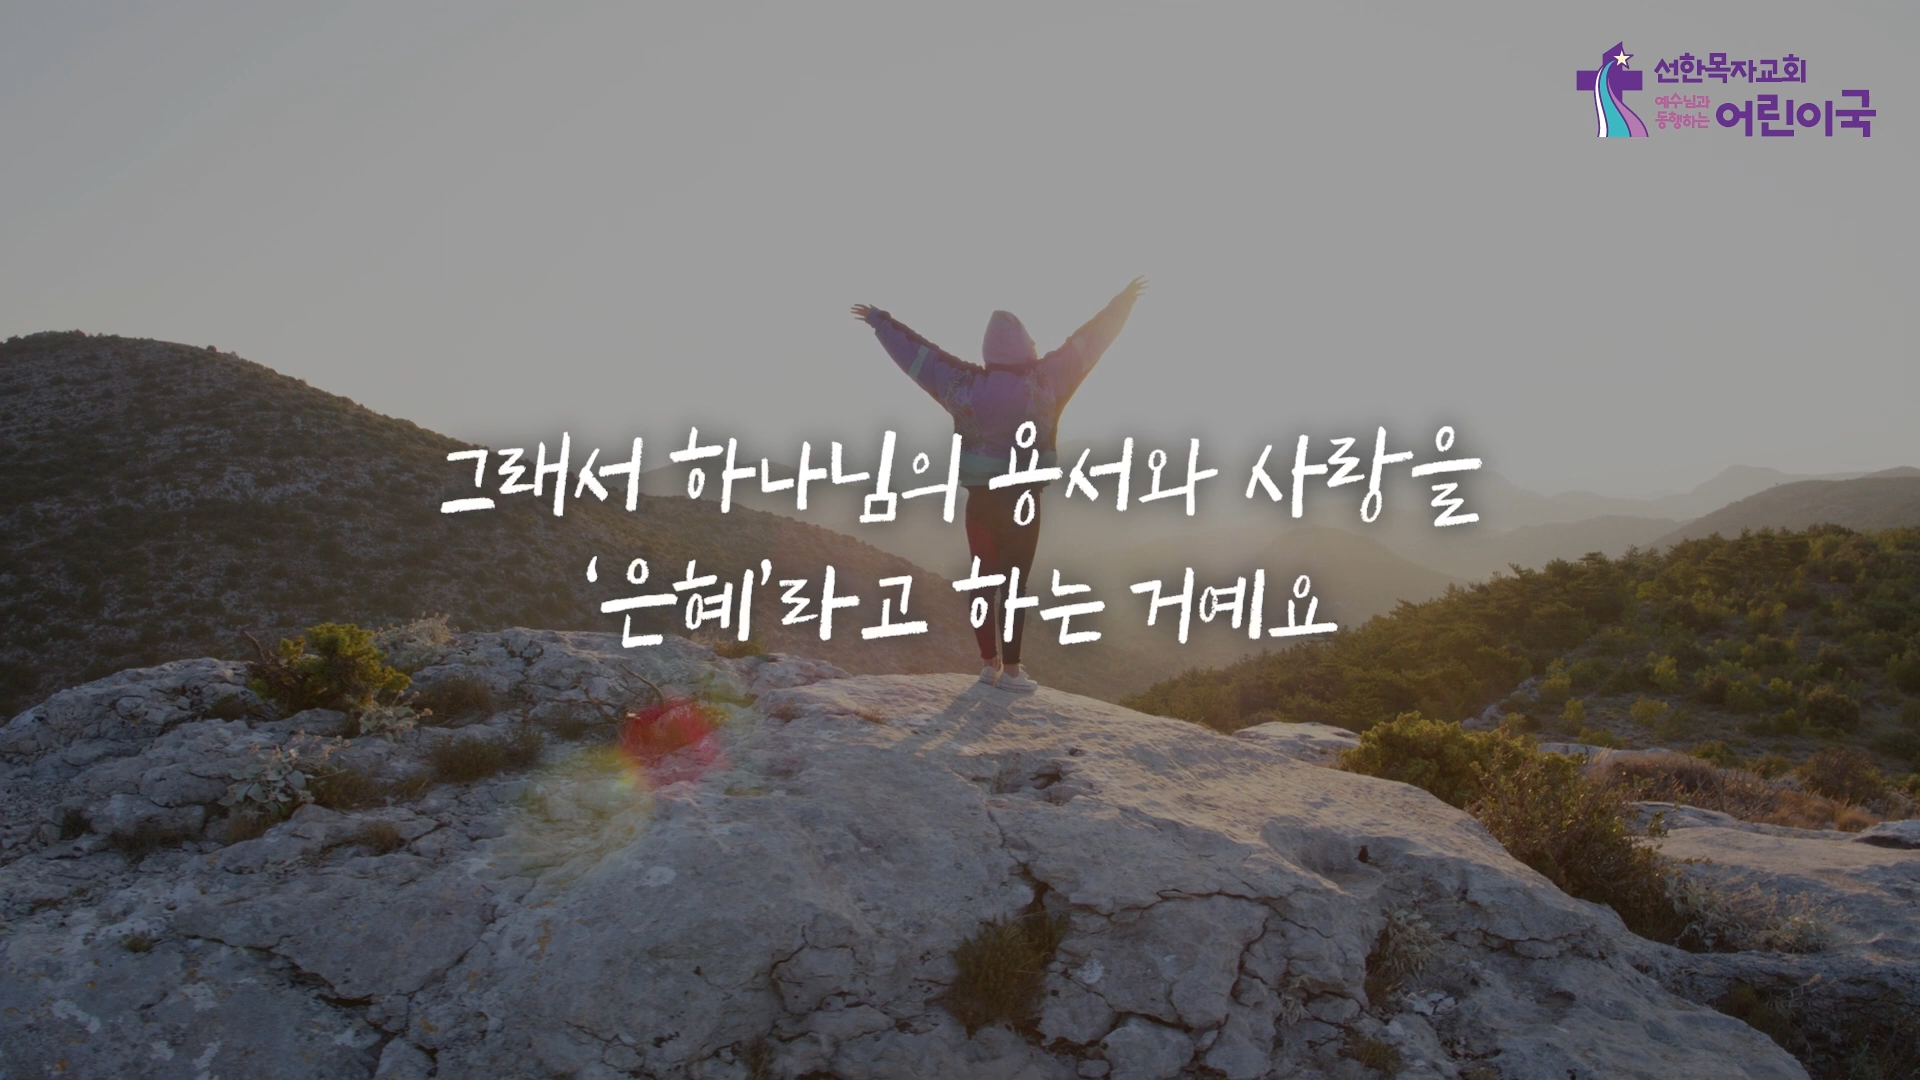 선한목자교회
예수님과
동행하는
어린이국
그래서 하나님의 용서와 사랑을
‘은혜’라고 하는 거예요